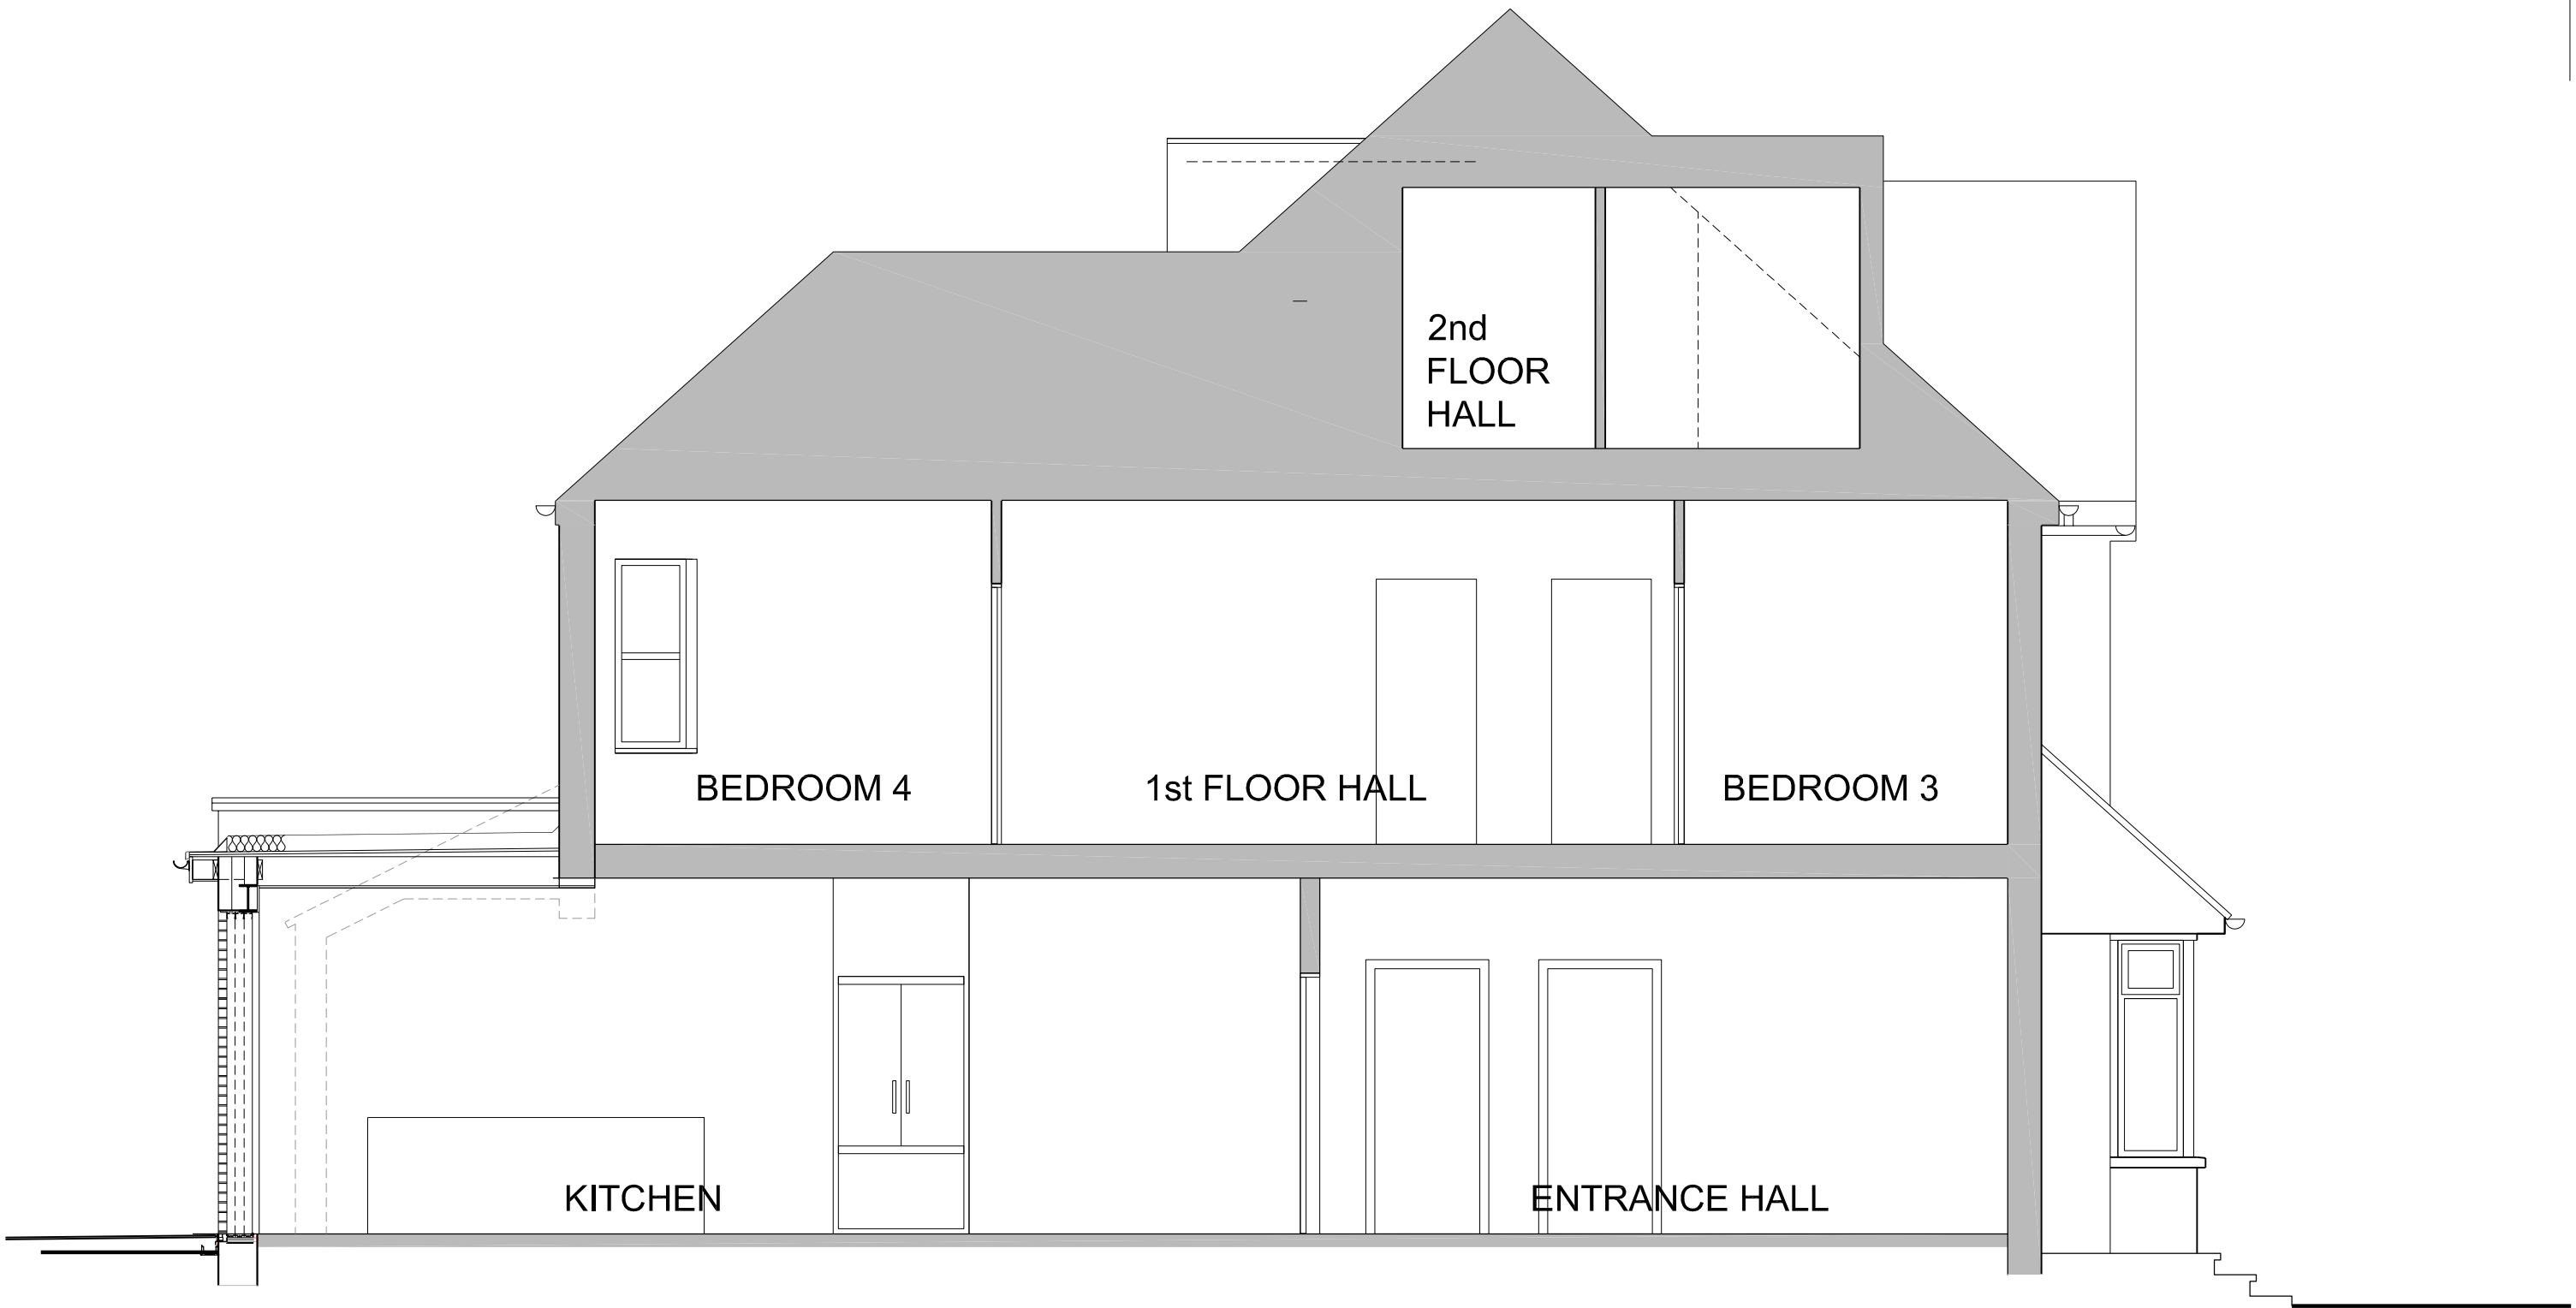 2nd
FLOOR
HALL
BEDROOM 4
1st FLOOR HALL
BEDROOM 3
KITCHEN
ENTRANCE HALL